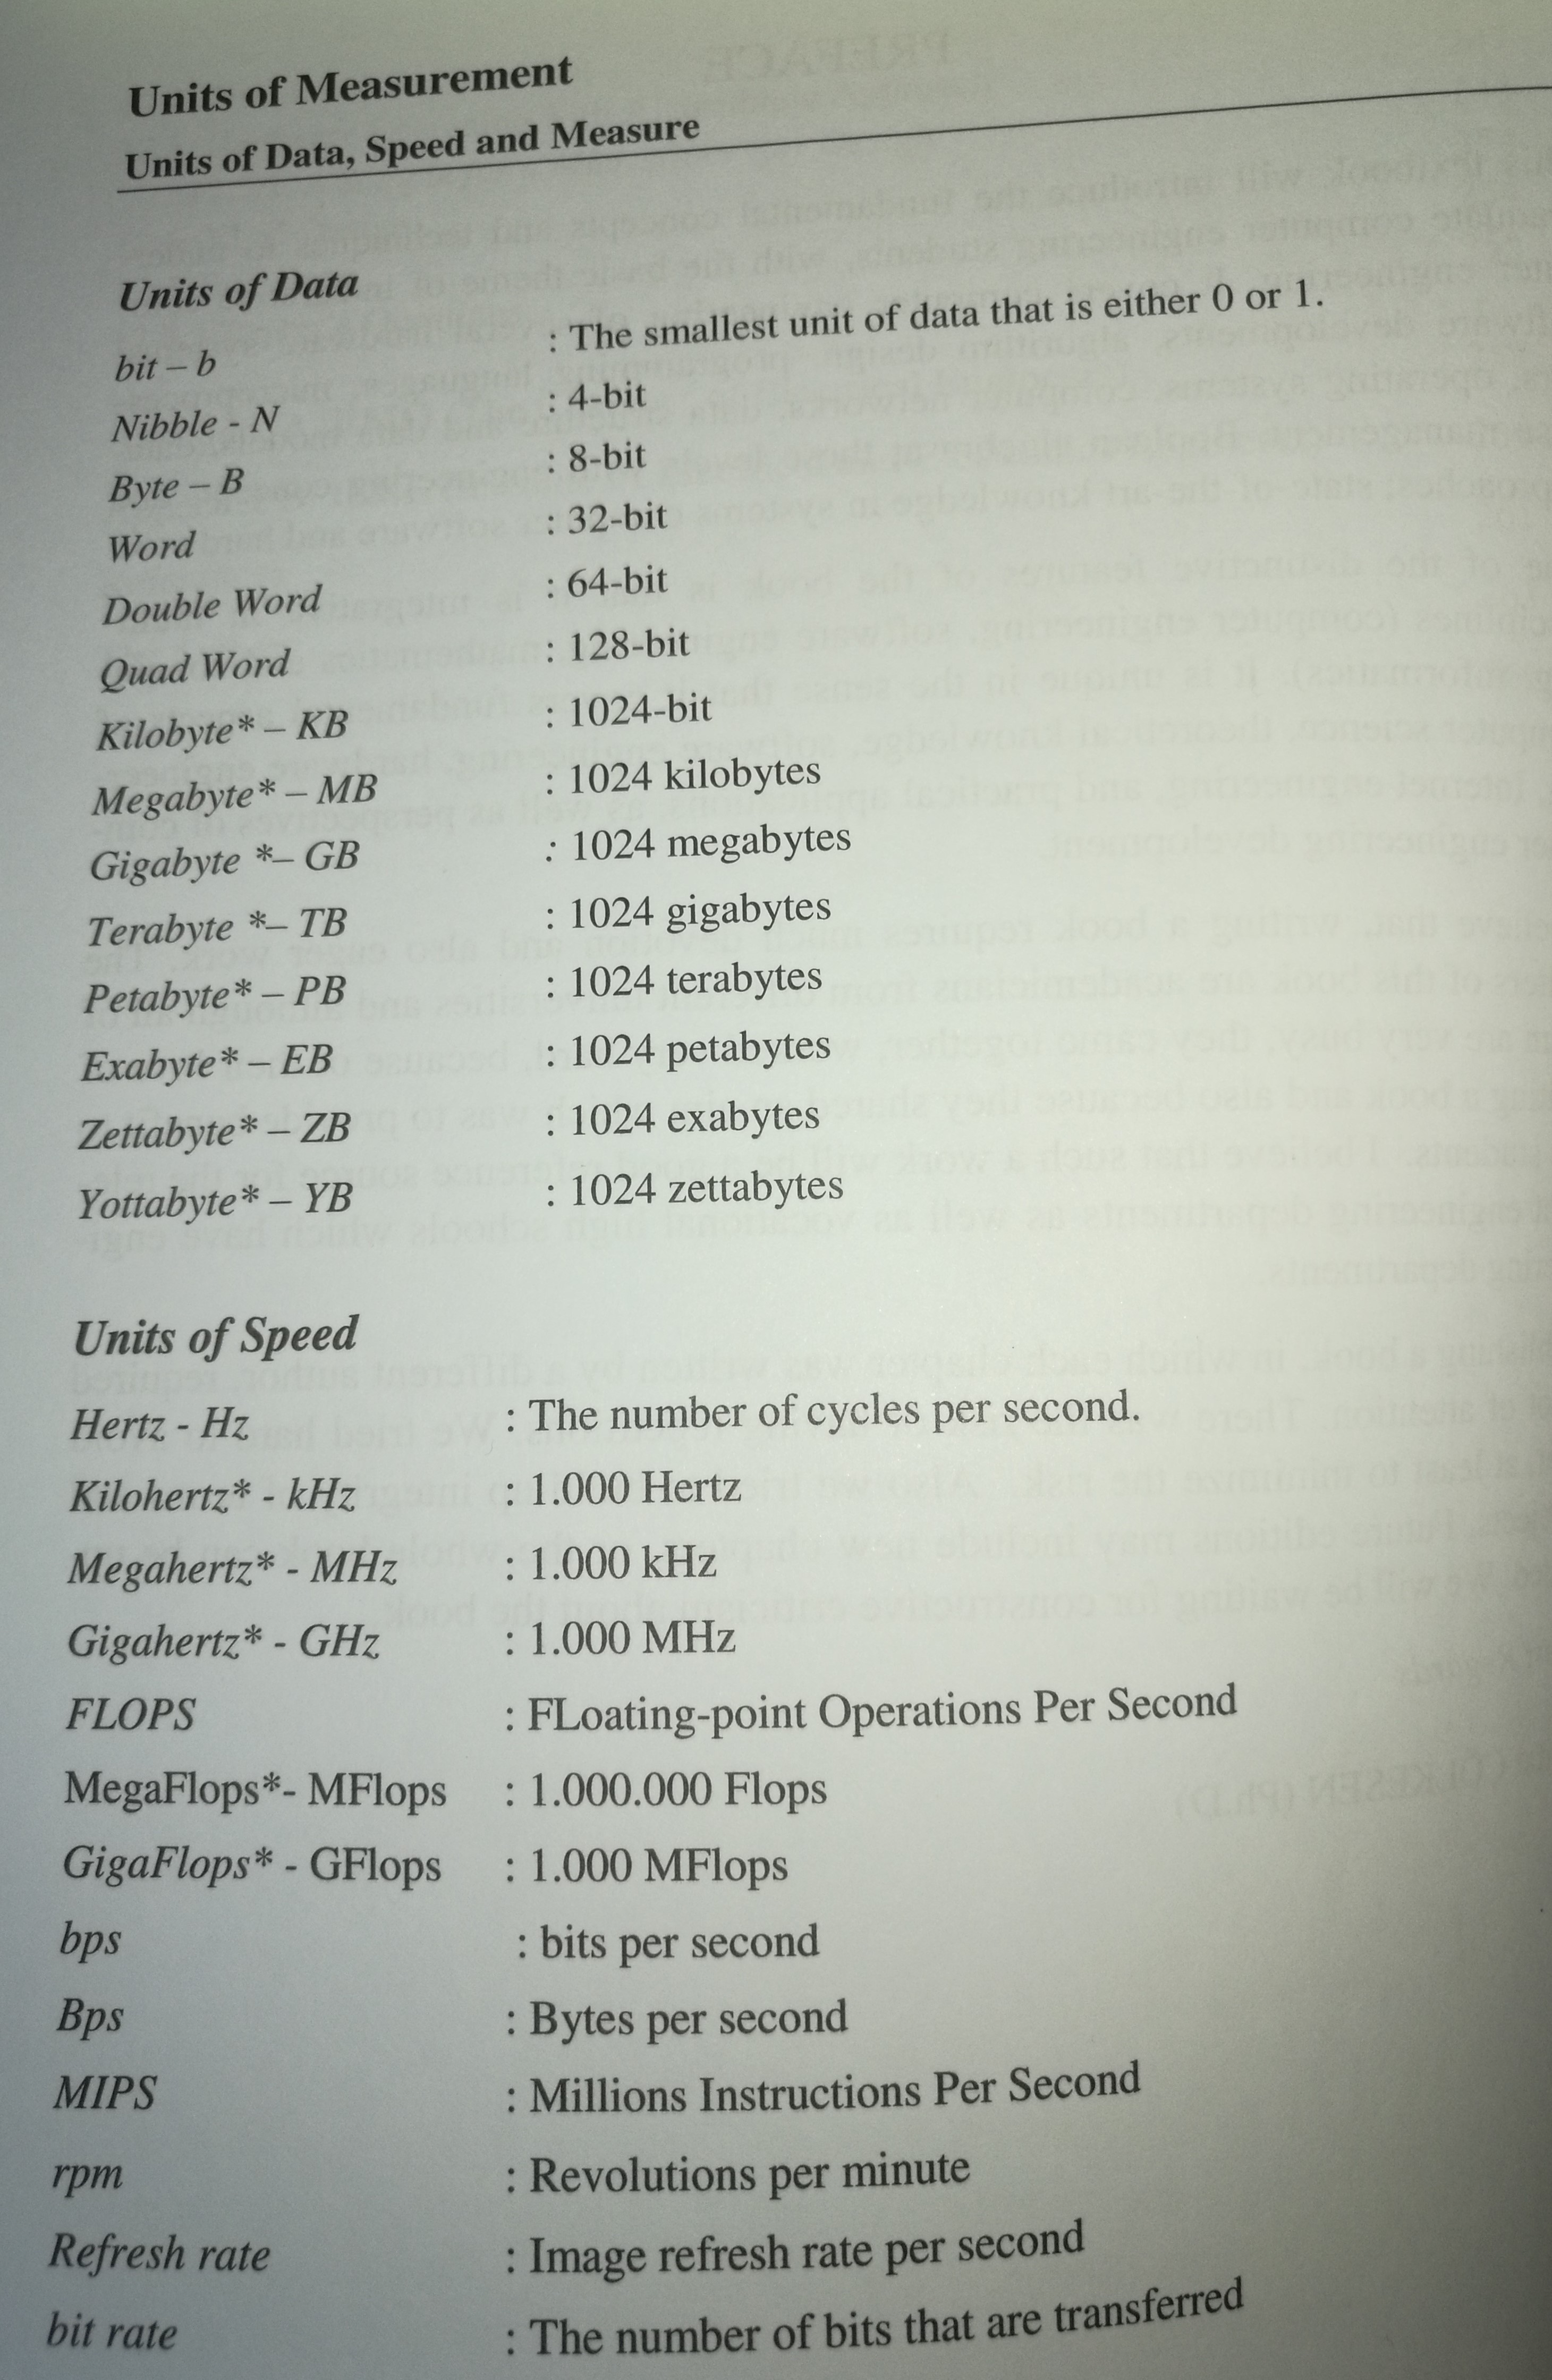 Units of Measurement
Units of Data, Speed and Measure
Units of Data
bit – b : The smallest unit of data that is either 0 or 1.
Nibble - N : 4-bit
Byte – B : 8-bit
Word : 32-bit
Double Word : 64-bit
Quad Word : 128-bit
Kilobyte* – KB : 1024-bit
Megabyte* – MB : 1024 kilobytes
Gigabyte *– GB : 1024 megabytes
Terabyte *– TB : 1024 gigabytes
Petabyte* – PB : 1024 terabytes
Exabyte* – EB : 1024 petabytes
Zettabyte* – ZB : 1024 exabytes
Yottabyte* – YB : 1024 zettabytes
Units of Speed
Hertz - Hz : The number of cycles per second.
Kilohertz* - kHz : 1.000 Hertz
Megahertz* - MHz : 1.000 kHz
Gigahertz* - GHz : 1.000 MHz
FLOPS : FLoating-point Operations Per Second
MegaFlops*- MFlops : 1.000.000 Flops
GigaFlops* - GFlops : 1.000 MFlops
bps : bits per second
Bps : Bytes per second
MIPS : Millions Instructions Per Second
rpm : Revolutions per minute
Refresh rate : Image refresh rate per second
bit rate : The number of bits that are transferred